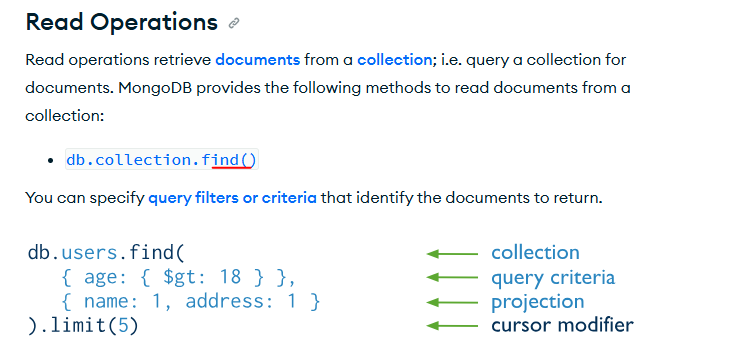 Read Operations
Read operations retrieve documents from a collection; i.e. query a collection for
documents. MongoDB provides the following methods to read documents from a
collection:
• db.collection.find()
You can specify query filters or criteria that identify the documents to return.
db.users.find( collection
{ age: { $gt: 18 } }, query criteria
{ name: 1, address: 1 } projection
).limit(5) cursor modifier